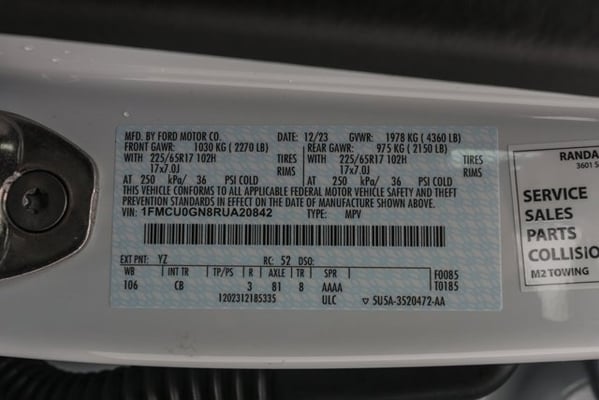 MFD. BY FORD MOTOR CO. DATE: 12/23 GVWR: 1978 KG ( 4360 LB)
FRONT GAWR: 1030 KG ( 2270 LB) REAR GAWR: 975 KG ( 2150 LB)
WITH 225/65R17 102H TIRES WITH 225/65R17 102H TIRES
17x7.0J RIMS 17x7.0J RIMS
AT 250 kPa/ 36 PSI COLD AT 250 kPa/ 36 PSI COLD
THIS VEHICLE CONFORMS TO ALL APPLICABLE FEDERAL MOTOR VEHICLE SAFETY AND THEFT
PREVENTION STANDARDS IN EFFECT ON THE DATE OF MANUFACTURE SHOWN ABOVE.
VIN: 1FMCU0GN8RUA20842 TYPE: MPV
EXT PNT: YZ RC: 52 DSO:
WB INT TR TP/PS R AXLE TR SPR F0085
106 CB 3 81 8 AAAA T0185
1202312185335 ULC ▽ 5U5A-3520472-AA
RANDA
3601 S
SERVICE
SALES
PARTS
COLLISION
M2TOWING